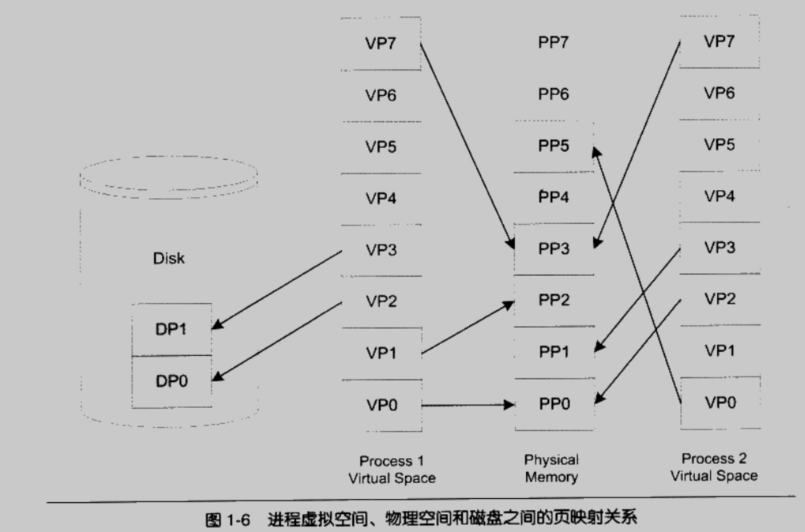 VP7 PP7 VP7
VP6 PP6 VP6
VP5 PP5 VP5
VP4 PP4 VP4
Disk VP3 PP3 VP3
DP1 VP2 PP2 VP2
DP0 VP1 PP1 VP1
VP0 PP0 VP0
Process 1 Physical Process 2
Virtual Space Memory Virtual Space
图 1-6 进程虚拟空间、物理空间和磁盘之间的页映射关系